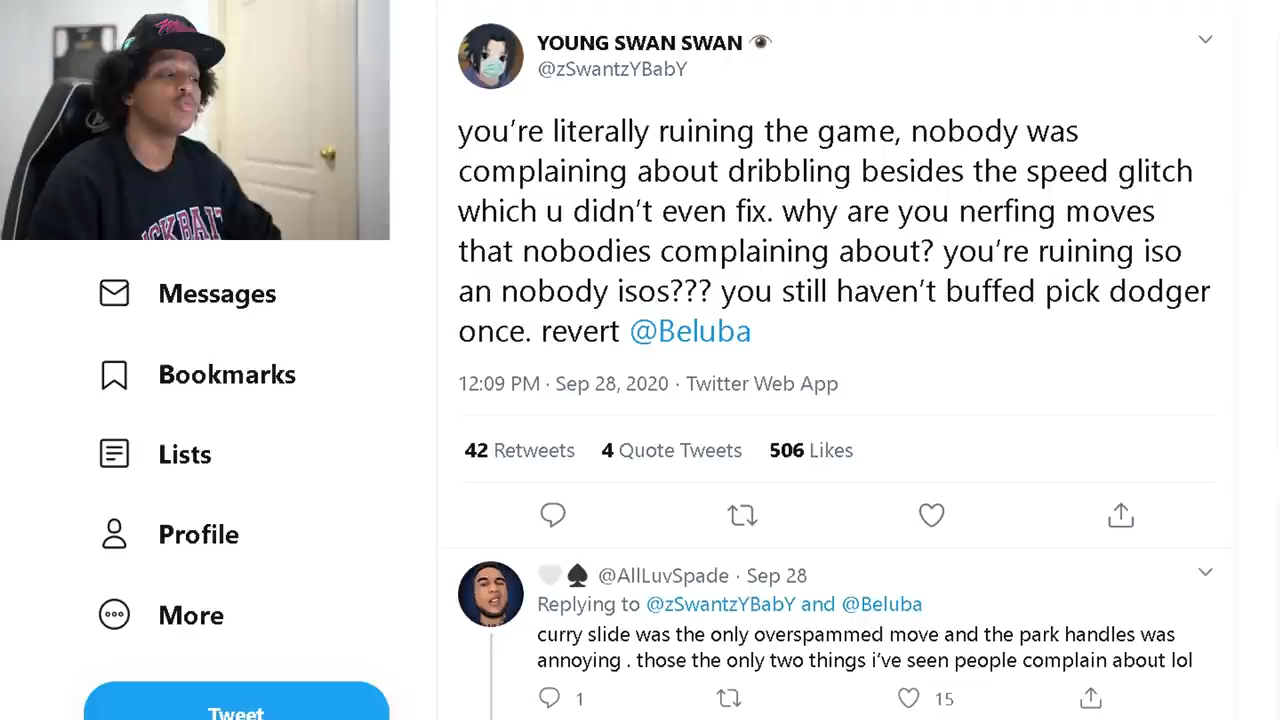 YOUNG SWAN SWAN 👁
@zSwantzYBabY
you’re literally ruining the game, nobody was
complaining about dribbling besides the speed glitch
which u didn’t even fix. why are you nerfing moves
that nobodies complaining about? you’re ruining iso
an nobody isos??? you still haven’t buffed pick dodger
once. revert @Beluba
12:09 PM · Sep 28, 2020 · Twitter Web App
42 Retweets 4 Quote Tweets 506 Likes
🤍♠ @AllLuvSpade · Sep 28
Replying to @zSwantzYBabY and @Beluba
curry slide was the only overspammed move and the park handles was
annoying . those the only two things i’ve seen people complain about lol
1 15
Messages
Bookmarks
Lists
Profile
More
Tweet